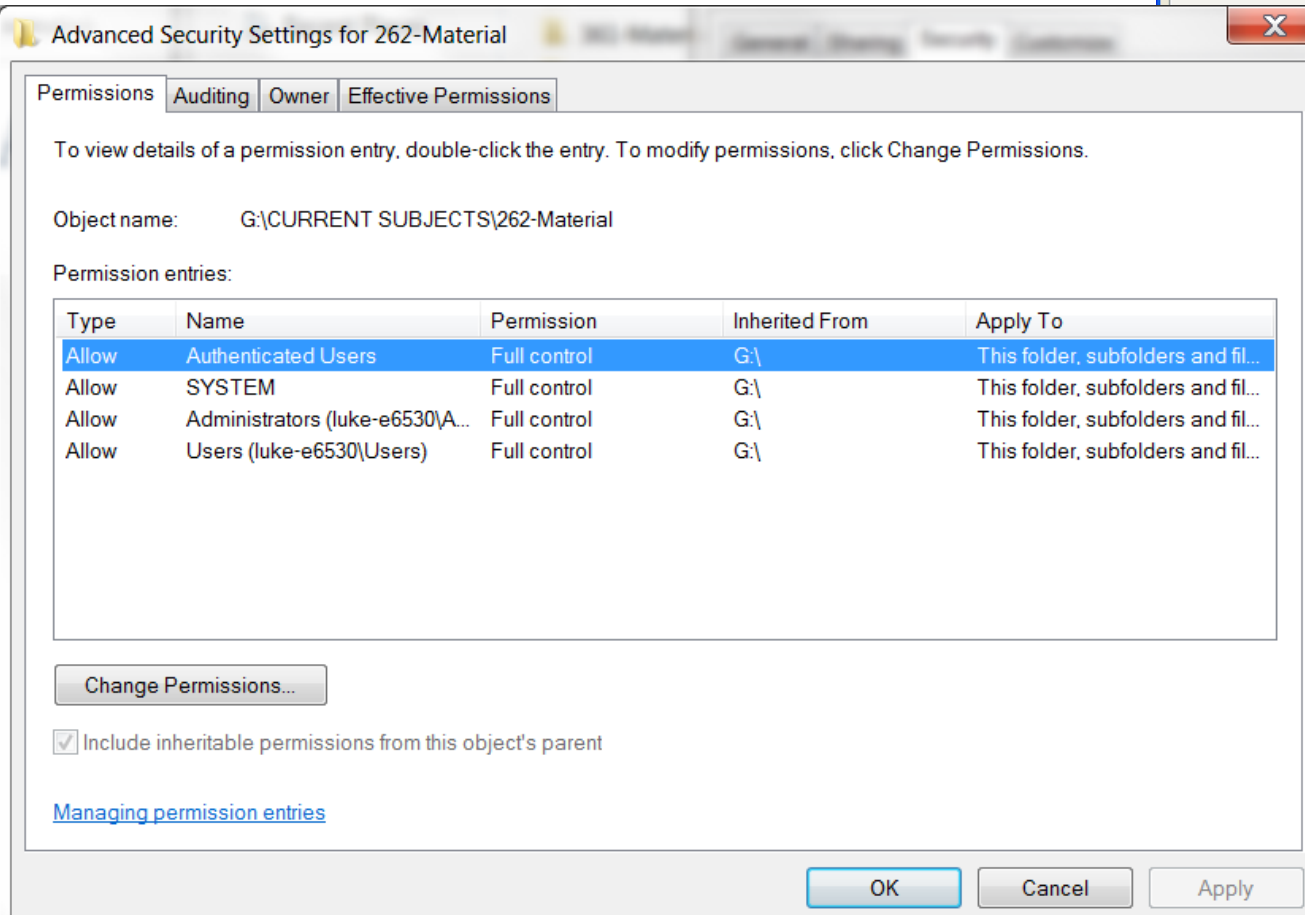 Advanced Security Settings for 262-Material
General Sharing Security Customize
Permissions Auditing Owner Effective Permissions
To view details of a permission entry, double-click the entry. To modify permissions, click Change Permissions.
Object name: G:\CURRENT SUBJECTS\262-Material
Permission entries:
Type Name Permission Inherited From Apply To
Allow Authenticated Users Full control G:\ This folder, subfolders and fil...
Allow SYSTEM Full control G:\ This folder, subfolders and fil...
Allow Administrators (luke-e6530\A... Full control G:\ This folder, subfolders and fil...
Allow Users (luke-e6530\Users) Full control G:\ This folder, subfolders and fil...
Change Permissions...
Include inheritable permissions from this object's parent
Managing permission entries
OK Cancel Apply